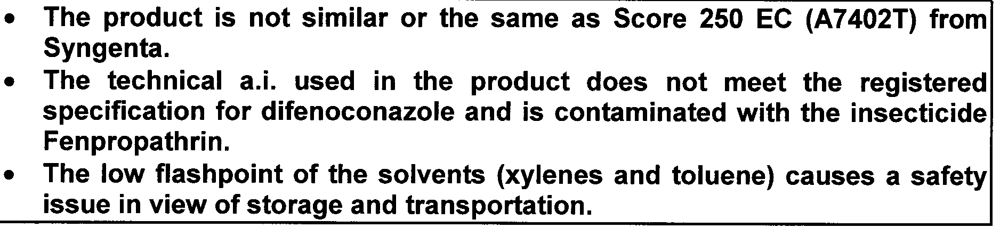 • The product is not similar or the same as Score 250 EC (A7402T) from
Syngenta.
• The technical a.i. used in the product does not meet the registered
specification for difenoconazole and is contaminated with the insecticide
Fenpropathrin.
• The low flashpoint of the solvents (xylenes and toluene) causes a safety
issue in view of storage and transportation.